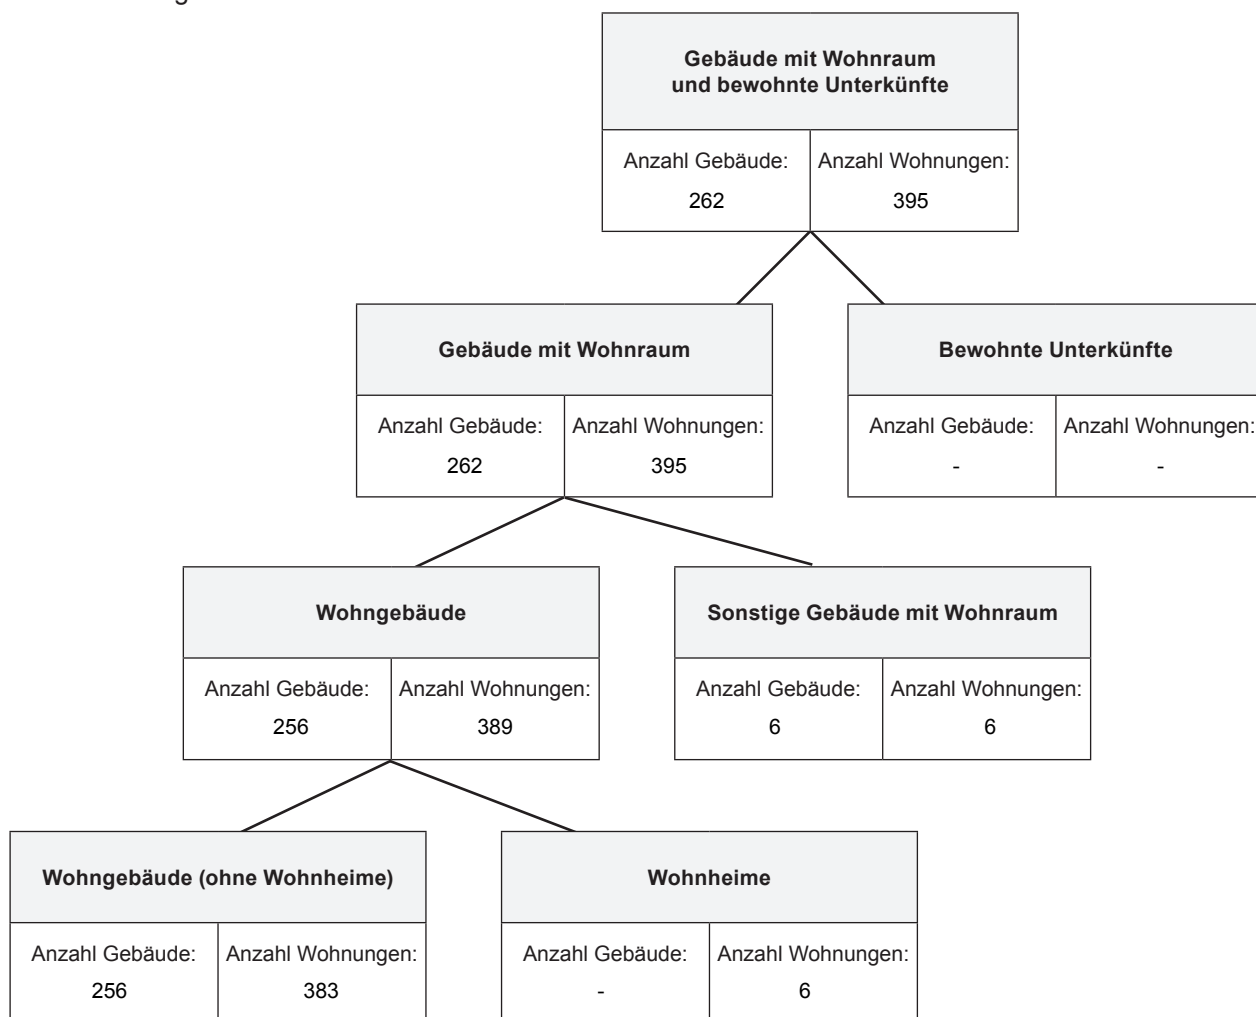 Gebäude mit Wohnraum
und bewohnte Unterkünfte
Anzahl Gebäude: Anzahl Wohnungen:
262 395
Gebäude mit Wohnraum
Bewohnte Unterkünfte
Anzahl Gebäude: Anzahl Wohnungen:
262 395
Anzahl Gebäude: Anzahl Wohnungen:
- -
Wohngebäude
Sonstige Gebäude mit Wohnraum
Anzahl Gebäude: Anzahl Wohnungen:
256 389
Anzahl Gebäude: Anzahl Wohnungen:
6 6
Wohngebäude (ohne Wohnheime)
Wohnheime
Anzahl Gebäude: Anzahl Wohnungen:
256 383
Anzahl Gebäude: Anzahl Wohnungen:
- 6